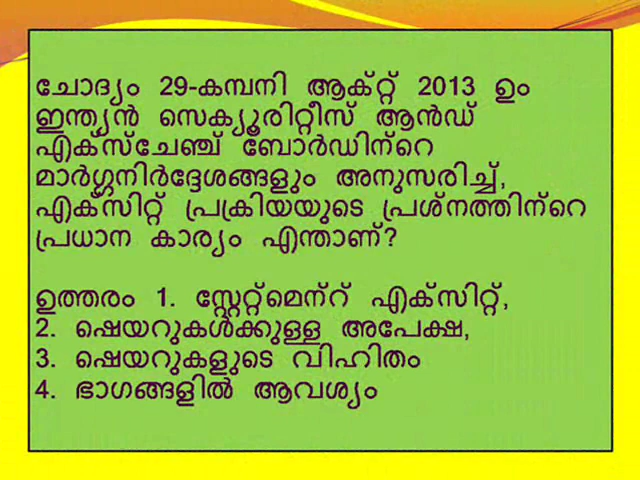 ചോദ്യം 29-കമ്പനി ആക്റ്റ് 2013 ഉം
ഇന്ത്യൻ സെക്യൂരിറ്റീസ് ആൻഡ്
എക്സ്ചേഞ്ച് ബോർഡിന്റെ
മാർഗ്ഗനിർദ്ദേശങ്ങളും അനുസരിച്ച്,
എക്സിറ്റ് പ്രക്രിയയുടെ പ്രശ്നത്തിന്റെ
പ്രധാന കാര്യം എന്താണ്?
ഉത്തരം 1. സ്റ്റേറ്റ്മെന്റ് എക്സിറ്റ്,
2. ഷെയറുകൾക്കുള്ള അപേക്ഷ,
3. ഷെയറുകളുടെ വിഹിതം
4. ഭാഗങ്ങളിൽ ആവശ്യം